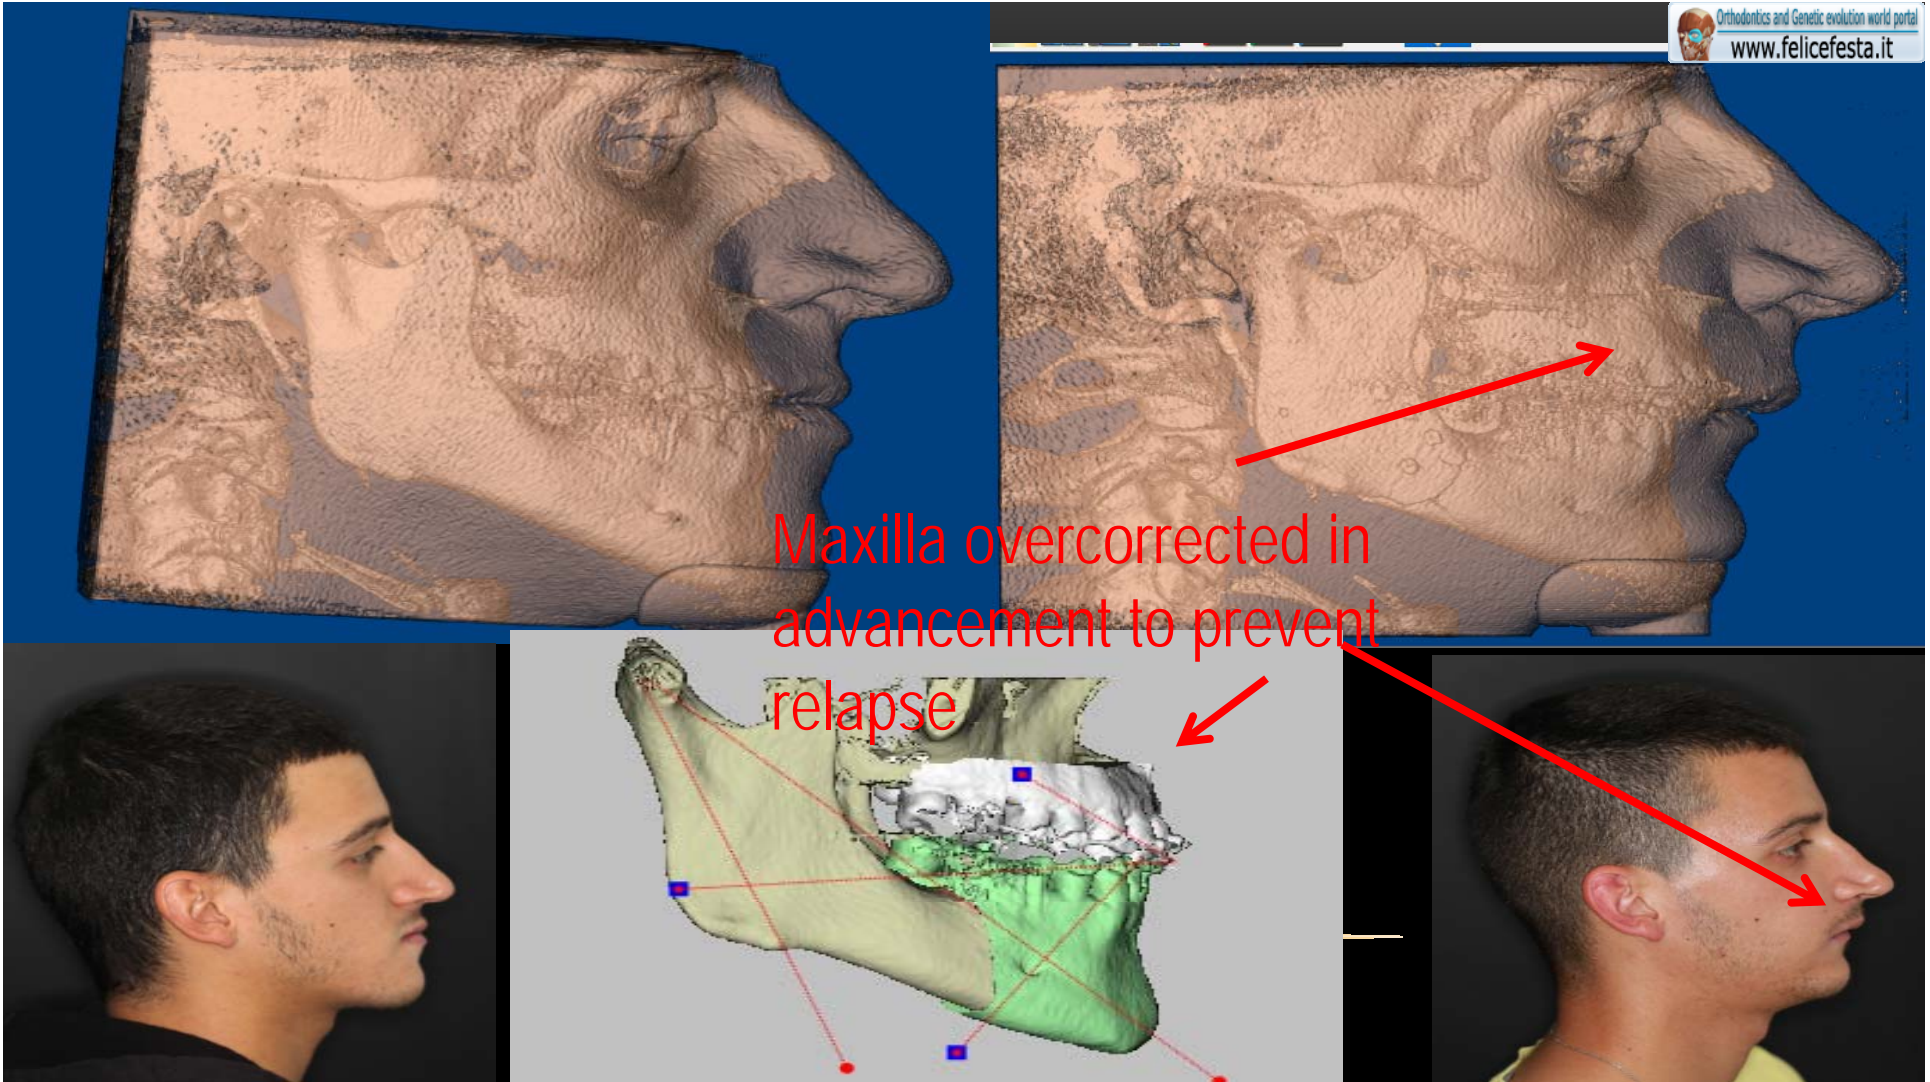 Orthodontics and Genetic evolution world portal
www.felicefesta.it
Maxilla overcorrected in
advancement to prevent
relapse